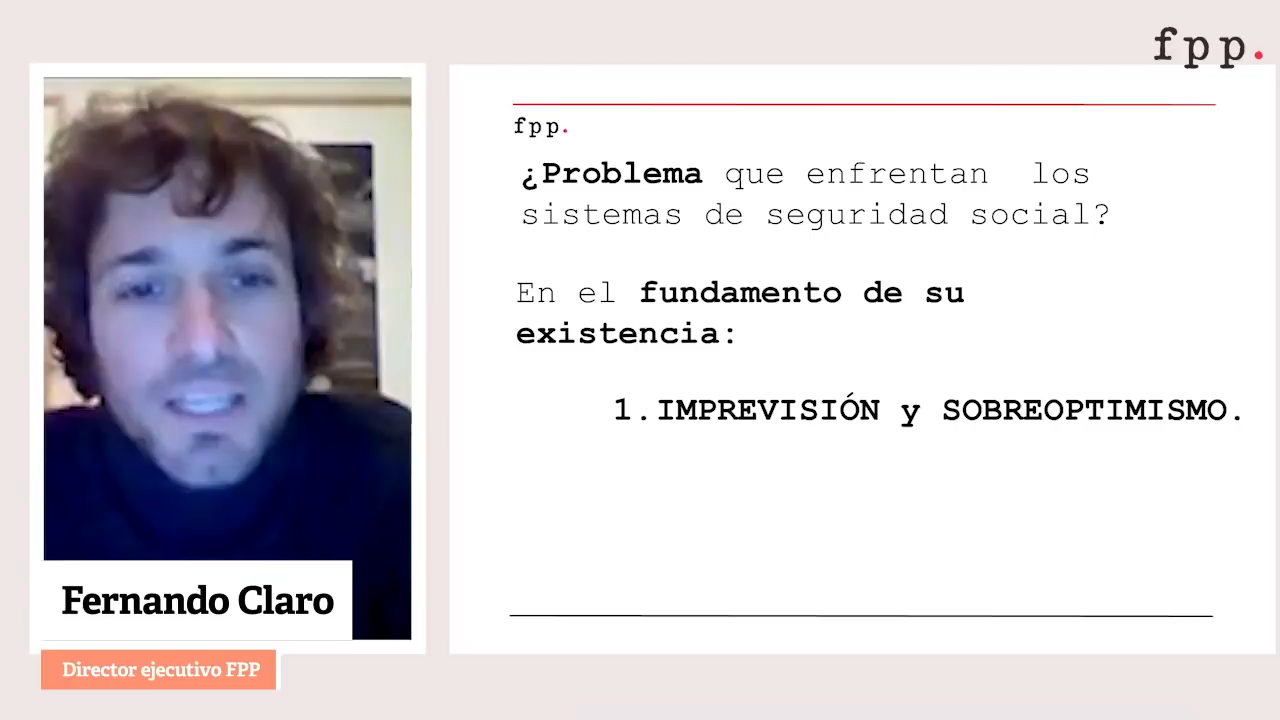 fpp.
fpp.
¿Problema que enfrentan los
sistemas de seguridad social?
En el fundamento de su
existencia:
1.IMPREVISIÓN y SOBREOPTIMISMO.
Fernando Claro
Director ejecutivo FPP